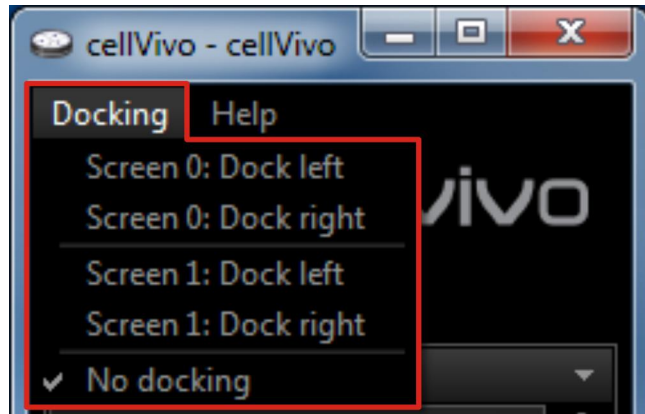 cellVivo - cellVivo
Docking Help
Screen 0: Dock left
Screen 0: Dock right
vivo
Screen 1: Dock left
Screen 1: Dock right
No docking